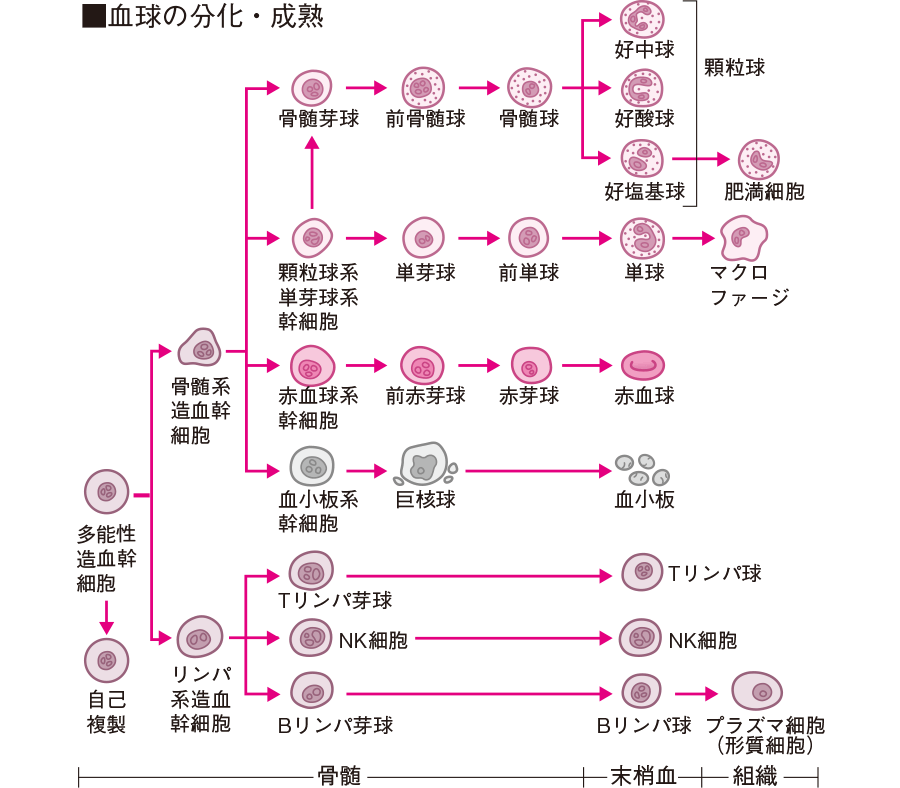 ■血球の分化・成熟
好中球
顆粒球
骨髄芽球
前骨髄球
骨髄球
好酸球
好塩基球
肥満細胞
顆粒球系
単芽球系
幹細胞
単芽球
前単球
単球
マクロ
ファージ
骨髄系
造血幹
細胞
赤血球系
幹細胞
前赤芽球
赤芽球
赤血球
血小板系
幹細胞
巨核球
血小板
多能性
造血幹
細胞
自己
複製
リンパ
系造血
幹細胞
Tリンパ芽球
Tリンパ球
NK細胞
NK細胞
Bリンパ芽球
Bリンパ球
プラズマ細胞
(形質細胞)
骨髄
末梢血
組織